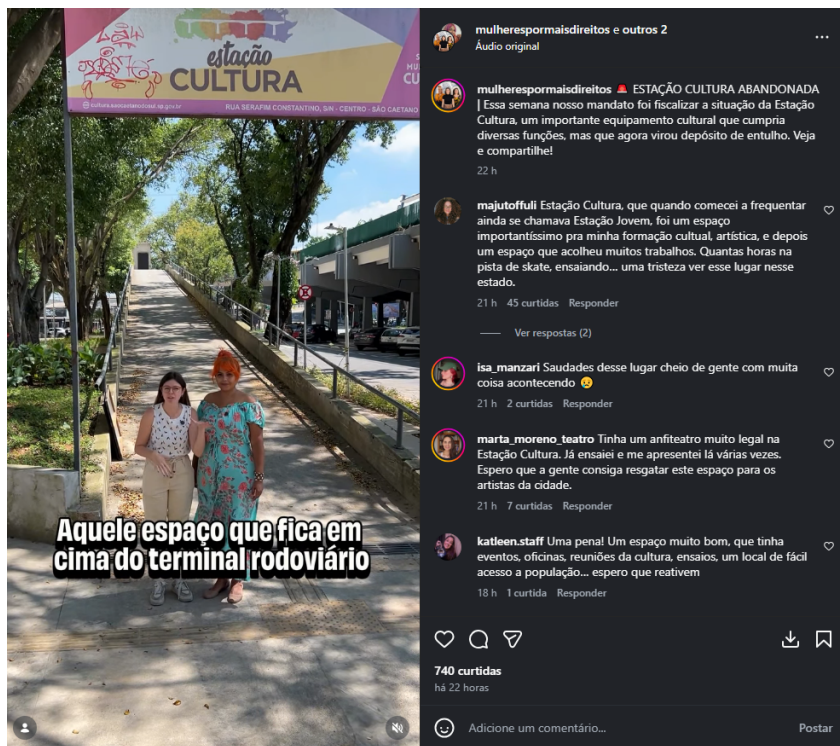 estação
CULTURA
cultura.saocaetanodosul.sp.gov.br
RUA SERAFIM CONSTANTINO, S/N - CENTRO - SÃO CAETANO
Aquele espaço que fica em
cima do terminal rodoviário
mulherespormaisdireitos e outros 2
Áudio original
mulherespormaisdireitos 🚨 ESTAÇÃO CULTURA ABANDONADA
| Essa semana nosso mandato foi fiscalizar a situação da Estação
Cultura, um importante equipamento cultural que cumpria
diversas funções, mas que agora virou depósito de entulho. Veja
e compartilhe!
22 h
majutoffuli Estação Cultura, que quando comecei a frequentar
ainda se chamava Estação Jovem, foi um espaço
importantíssimo pra minha formação cultual, artística, e depois
um espaço que acolheu muitos trabalhos. Quantas horas na
pista de skate, ensaiando... uma tristeza ver esse lugar nesse
estado.
21 h 45 curtidas Responder
Ver respostas (2)
isa_manzari Saudades desse lugar cheio de gente com muita
coisa acontecendo 😢
21 h 2 curtidas Responder
marta_moreno_teatro Tinha um anfiteatro muito legal na
Estação Cultura. Já ensaiei e me apresentei lá várias vezes.
Espero que a gente consiga resgatar este espaço para os
artistas da cidade.
21 h 7 curtidas Responder
katleen.staff Uma pena! Um espaço muito bom, que tinha
eventos, oficinas, reuniões da cultura, ensaios, um local de fácil
acesso a população... espero que reativem
18 h 1 curtida Responder
740 curtidas
há 22 horas
Adicione um comentário...
Postar